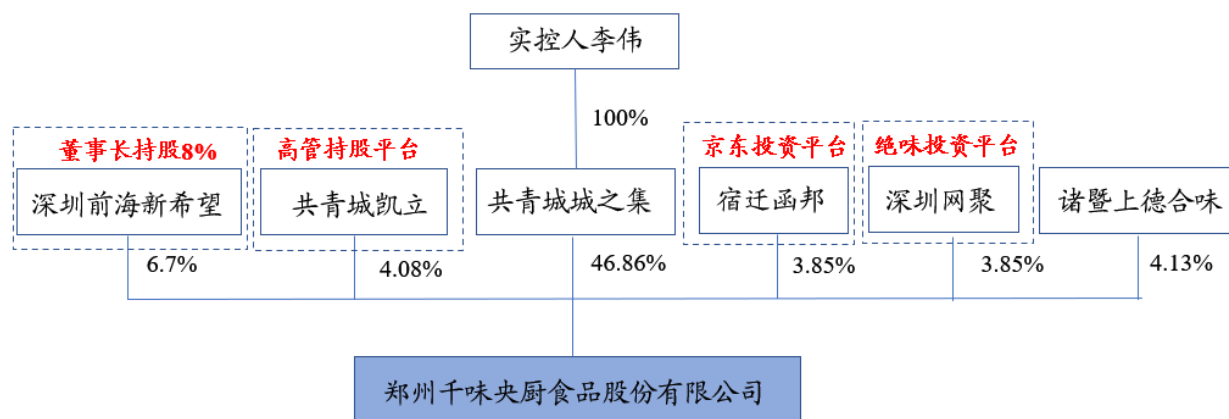 实控人李伟
100%
董事长持股8%
高管持股平台
京东投资平台
绝味投资平台
深圳前海新希望
共青城凯立
共青城城之集
宿迁函邦
深圳网聚
诸暨上德合味
6.7%
4.08%
46.86%
3.85%
3.85%
4.13%
郑州千味央厨食品股份有限公司